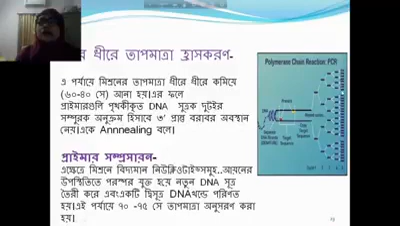 ধীরে তাপমাত্রা হ্রাসকরণ-
এ পর্যায়ে মিশ্রনের তাপমাত্রা ধীরে ধীরে কমিয়ে
(৬০-৪০ সে) আনা হয়।এর ফলে
প্রাইমারগুলি পৃথকীকৃত DNA সূত্রক দুটির
সম্পূরক অনুক্রম হিসাবে ৩' প্রান্ত বরাবর অবস্থান
নেয়।একে Annnealing বলে।
প্রাইমার সম্প্রসারন-
এক্ষেত্রে মিশ্রনে বিদ্যমান নিউক্লিওটাইডসমূহ..আয়নের
উপস্থিতিতে পরস্পর যুক্ত হয়ে নতুন DNA সূত্র
তৈরী করে এবংএকটি দ্বিসূত্র DNAখন্ডে পরিণত
হয়।এই পর্যায়ে ৭০ -৭৫ সে তাপমাত্রা অনুসরণ করা
হয়।
Polymerase Chain Reaction: PCR